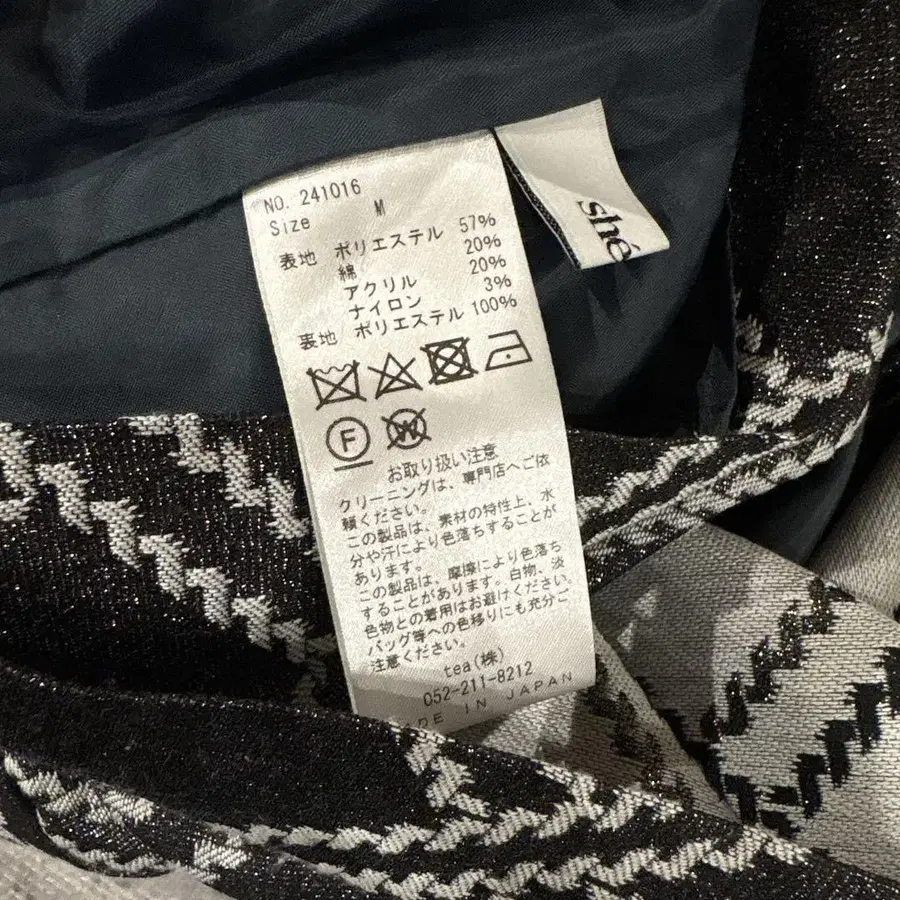 NO. 241016
Size M
表地 ポリエステル 57%
綿 20%
アクリル 20%
ナイロン 3%
裏地 ポリエステル 100%
F
W
お取り扱い注意
クリーニングは、専門店へご依
頼ください。
この製品は、素材の特性上、水
分や汗により色落ちすることが
あります。
この製品は、摩擦により色落ち
することがあります。白物、淡
色物との着用はお避けください。
バッグ等への色移りにも充分ご
注意ください。
tea(株)
052-211-8212
MADE IN JAPAN
shé